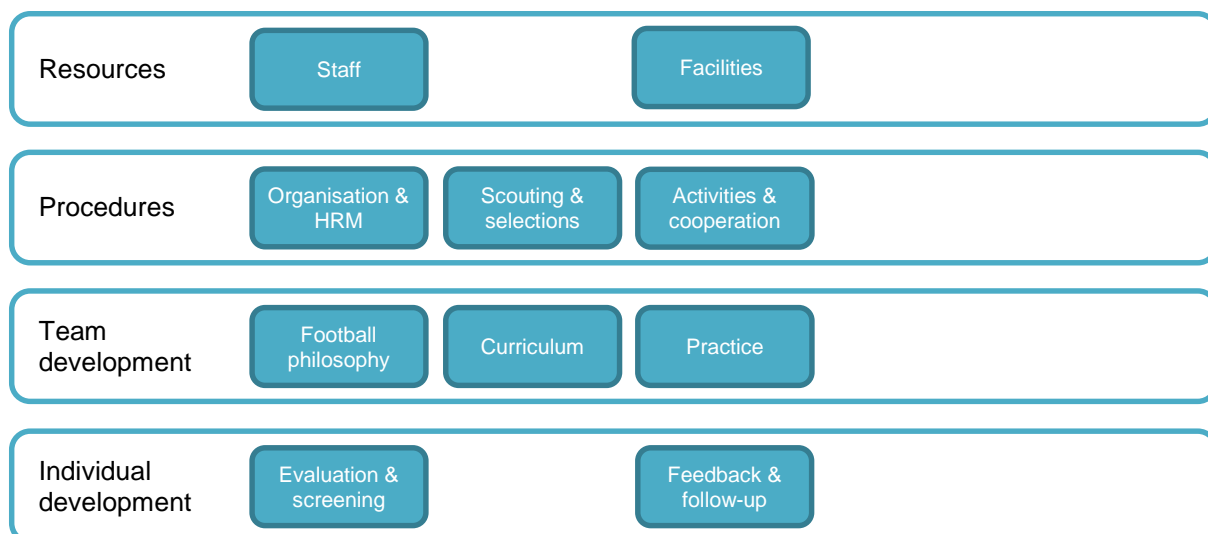 Resources
Staff
Facilities
Procedures
Organisation &
HRM
Scouting &
selections
Activities &
cooperation
Team
development
Football
philosophy
Curriculum
Practice
Individual
development
Evaluation &
screening
Feedback &
follow-up